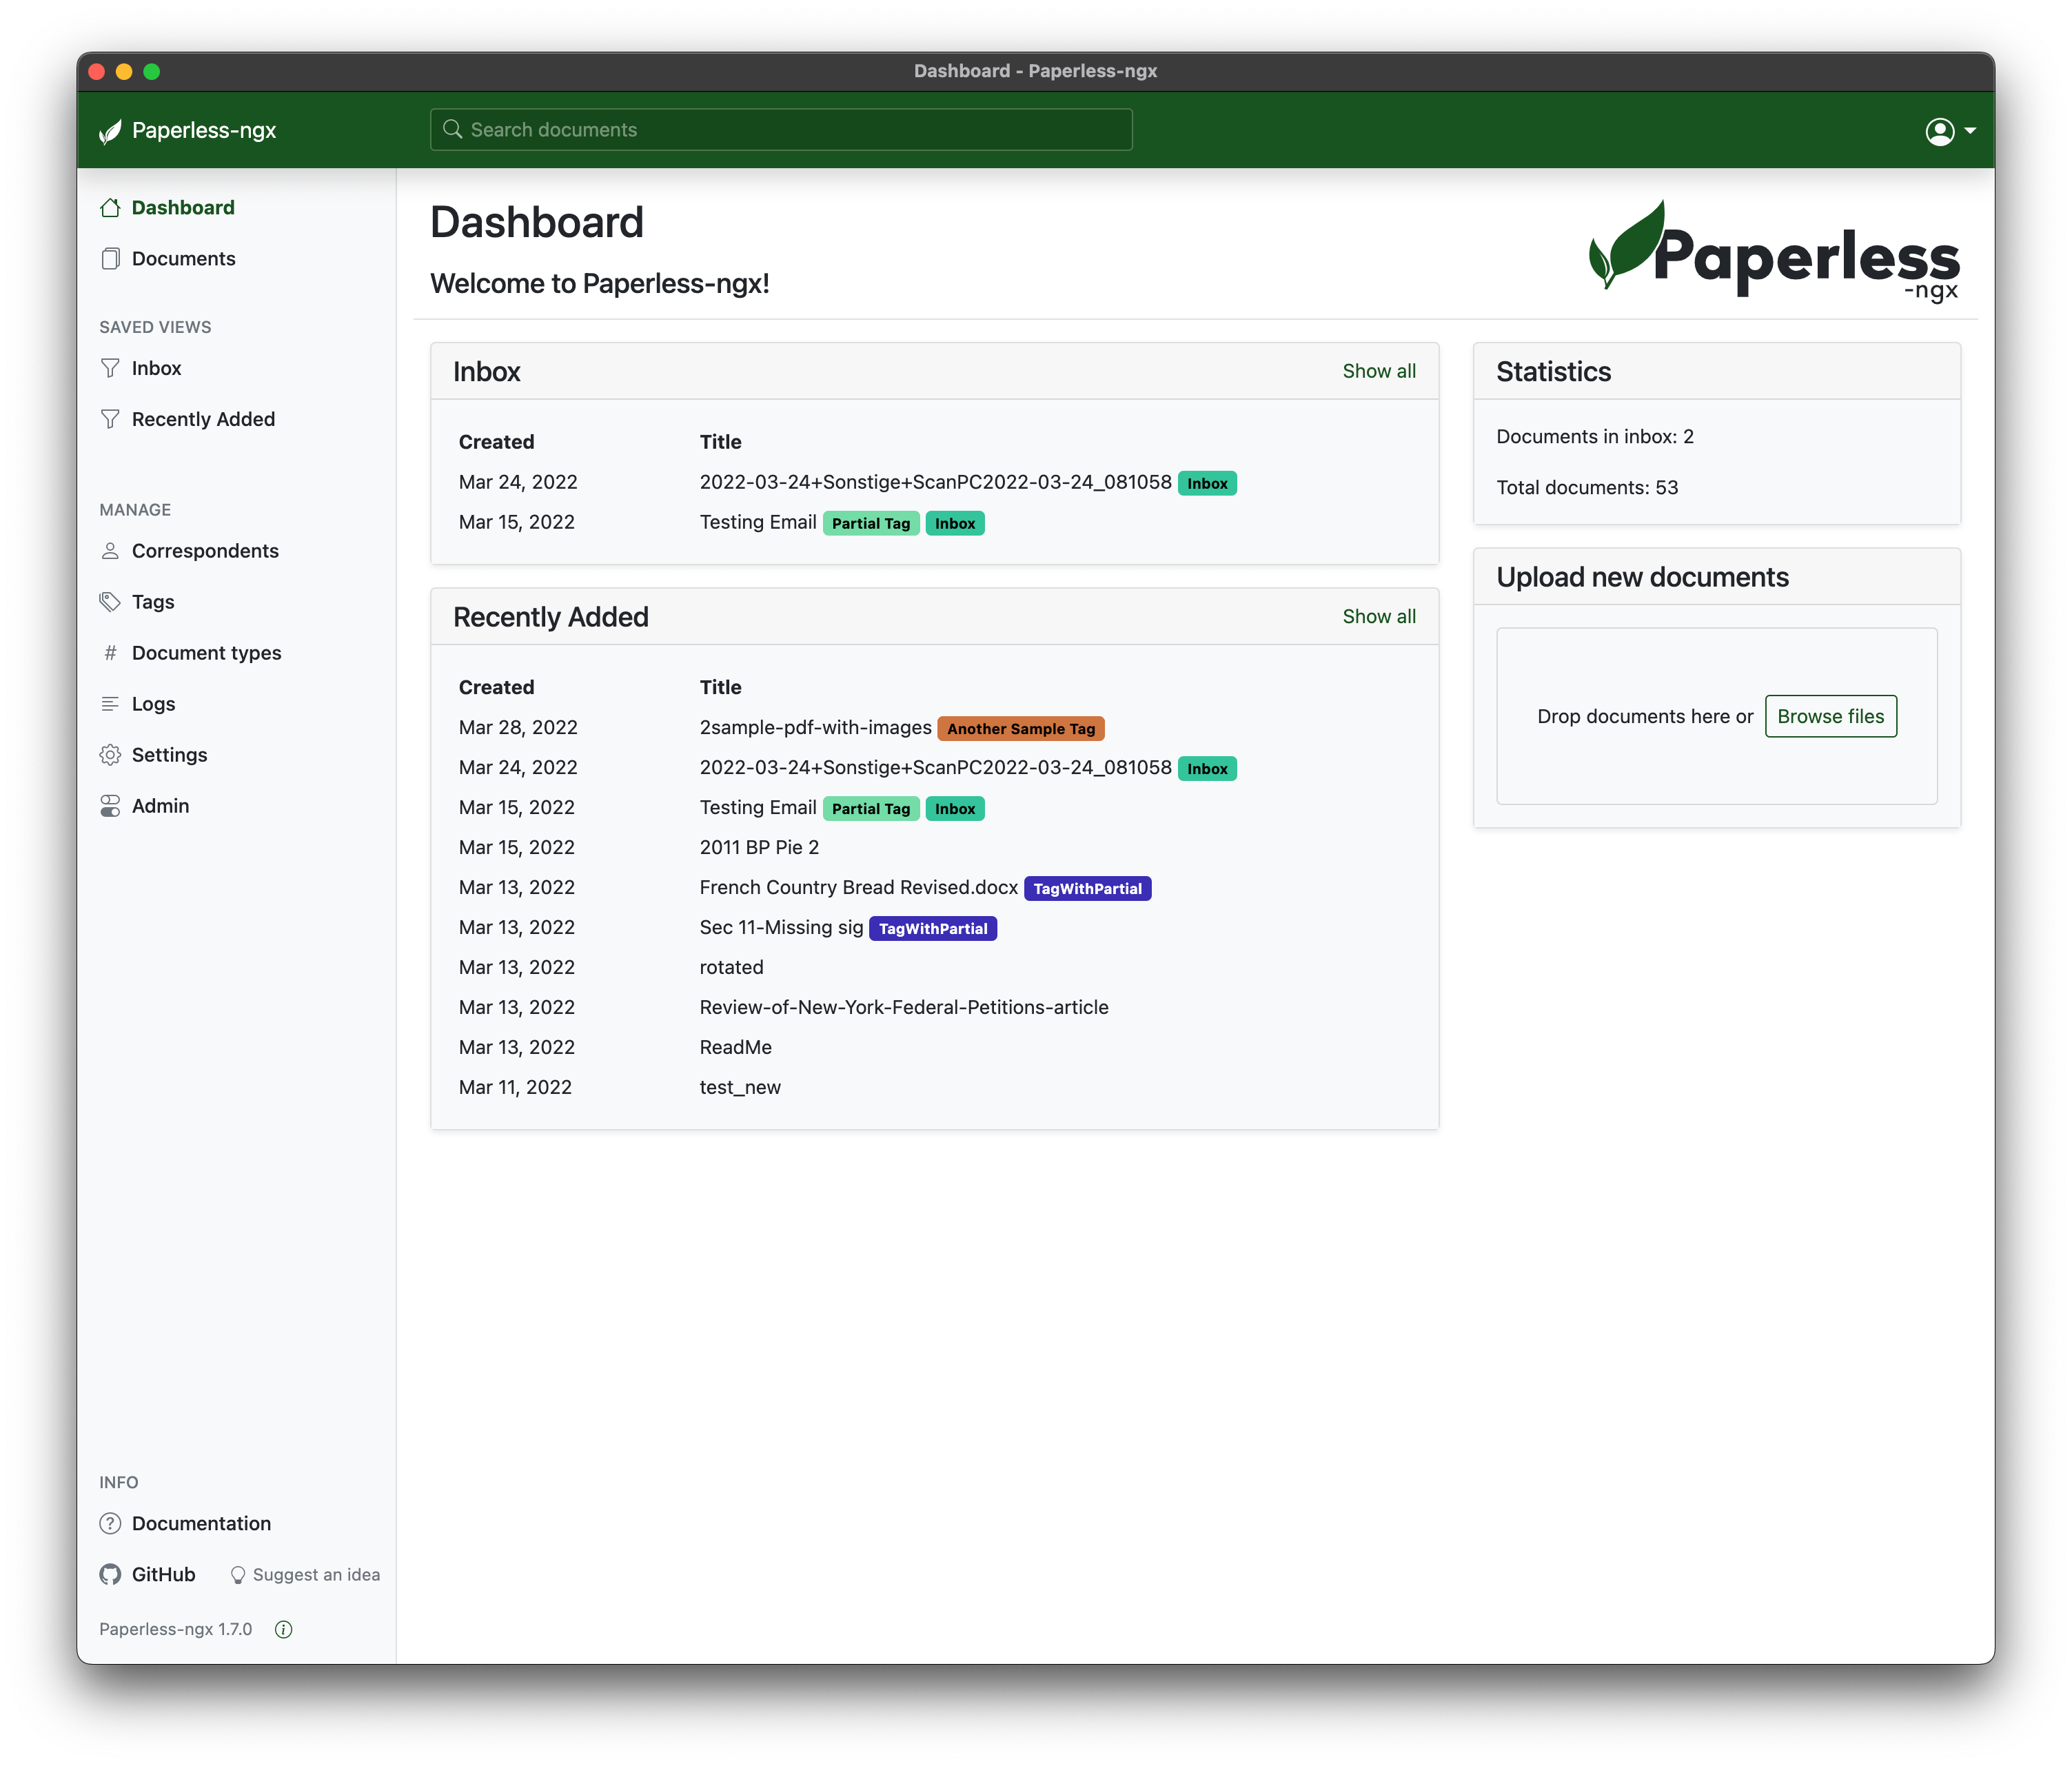 Dashboard - Paperless-ngx
Paperless-ngx
Search documents
Dashboard
Documents
SAVED VIEWS
Inbox
Recently Added
MANAGE
Correspondents
Tags
# Document types
Logs
Settings
Admin
INFO
Documentation
GitHub Suggest an idea
Paperless-ngx 1.7.0
Dashboard
Welcome to Paperless-ngx!
Paperless
-ngx
Inbox Show all
Created Title
Mar 24, 2022 2022-03-24+Sonstige+ScanPC2022-03-24_081058 Inbox
Mar 15, 2022 Testing Email Partial Tag Inbox
Recently Added Show all
Created Title
Mar 28, 2022 2sample-pdf-with-images Another Sample Tag
Mar 24, 2022 2022-03-24+Sonstige+ScanPC2022-03-24_081058 Inbox
Mar 15, 2022 Testing Email Partial Tag Inbox
Mar 15, 2022 2011 BP Pie 2
Mar 13, 2022 French Country Bread Revised.docx TagWithPartial
Mar 13, 2022 Sec 11-Missing sig TagWithPartial
Mar 13, 2022 rotated
Mar 13, 2022 Review-of-New-York-Federal-Petitions-article
Mar 13, 2022 ReadMe
Mar 11, 2022 test_new
Statistics
Documents in inbox: 2
Total documents: 53
Upload new documents
Drop documents here or Browse files